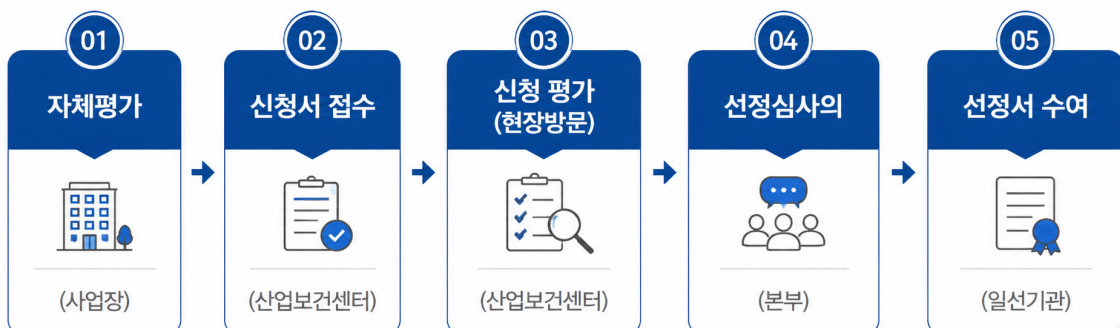 01
자체평가
(사업장)
02
신청서 접수
(산업보건센터)
03
신청 평가
(현장방문)
(산업보건센터)
04
선정심사의
(본부)
05
선정서 수여
(일선기관)